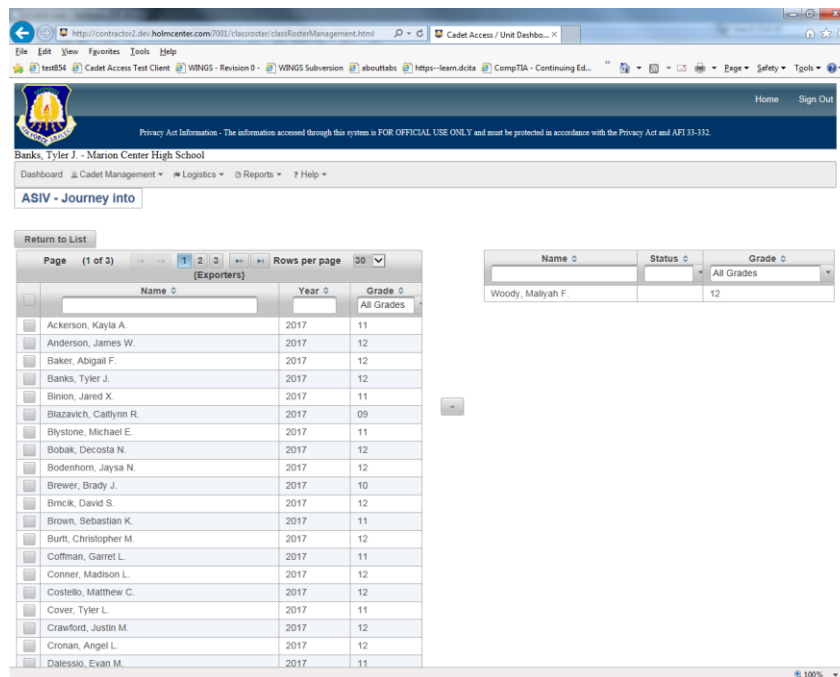 http://contractor2.dev.holmcenter.com:7001/classroster/classRosterManagement.html
Cadet Access / Unit Dashbo... ×
File Edit View Favorites Tools Help
test854 Cadet Access Test Client WINGS - Revision 0 - WINGS Subversion abouttabs https--learn.dcita CompTIA - Continuing Ed... » Page Safety Tools
Home Sign Out
Privacy Act Information - The information accessed through this system is FOR OFFICIAL USE ONLY and must be protected in accordance with the Privacy Act and AFI 33-332.
Banks, Tyler J. - Marion Center High School
Dashboard Cadet Management Logistics Reports ? Help
ASIV - Journey into
Return to List
Page (1 of 3) 1 2 3 Rows per page 30
{Exporters}
Name Year Grade
All Grades
Ackerson, Kayla A. 2017 11
Anderson, James W. 2017 12
Baker, Abigail F. 2017 12
Banks, Tyler J. 2017 12
Binion, Jared X. 2017 11
Blazavich, Caitlynn R. 2017 09
Blystone, Michael E. 2017 11
Bobak, Decosta N. 2017 12
Bodenhorn, Jaysa N. 2017 12
Brewer, Brady J. 2017 10
Brncik, David S. 2017 12
Brown, Sebastian K. 2017 11
Burtt, Christopher M. 2017 12
Coffman, Garret L. 2017 11
Conner, Madison L. 2017 12
Costello, Matthew C. 2017 12
Cover, Tyler L. 2017 11
Crawford, Justin M. 2017 12
Cronan, Angel L. 2017 12
Dalessio, Evan M. 2017 11
Name Status Grade
All Grades
Woody, Maliyah F. 12
100%